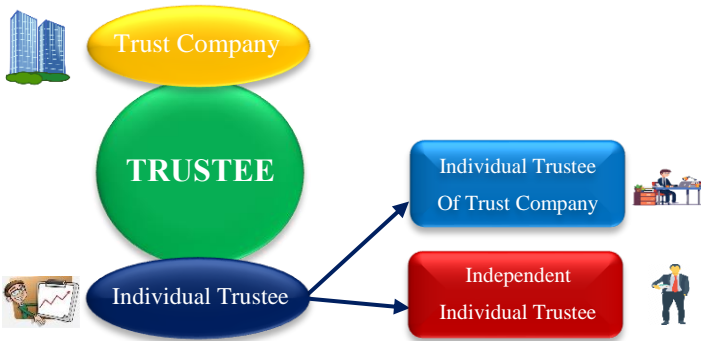 Trust Company
TRUSTEE
Individual Trustee
Of Trust Company
Individual Trustee
Independent
Individual Trustee